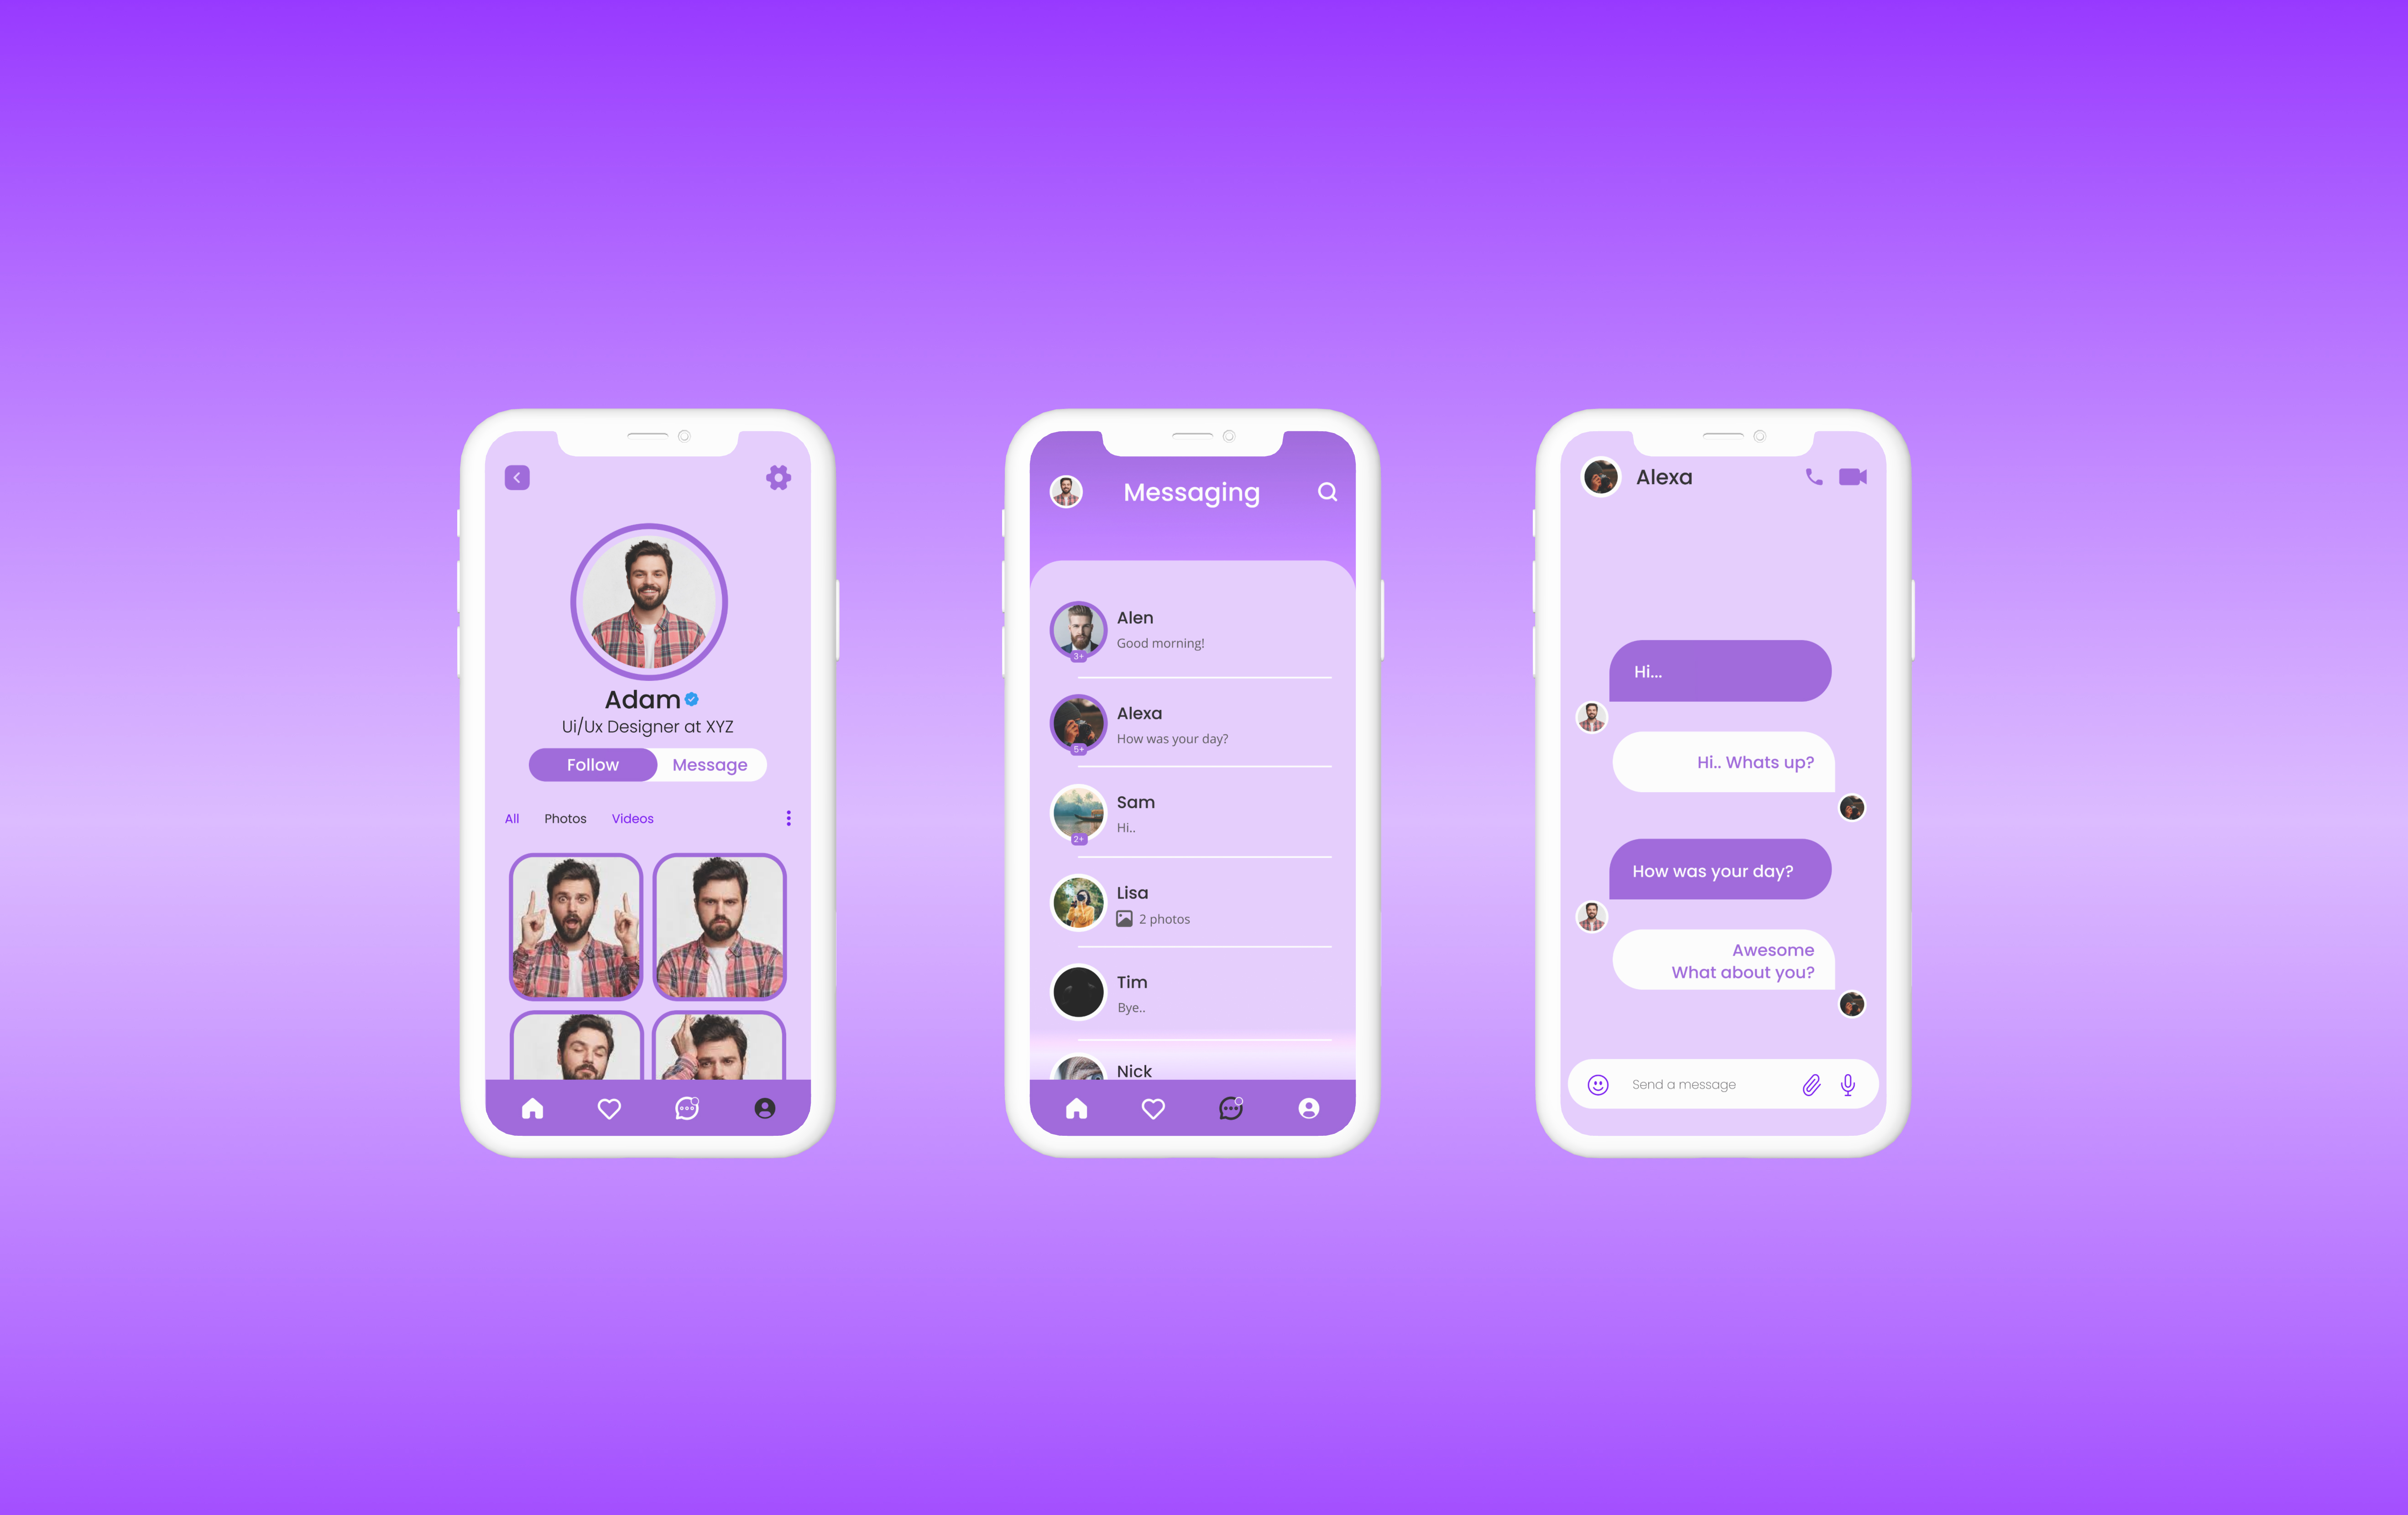 Adam
Ui/Ux Designer at XYZ
Follow Message
All Photos Videos
Messaging
Alen
Good morning!
3+
Alexa
How was your day?
5+
Sam
Hi..
2+
Lisa
2 photos
Tim
Bye..
Nick
Alexa
Hi...
Hi.. Whats up?
How was your day?
Awesome
What about you?
Send a message